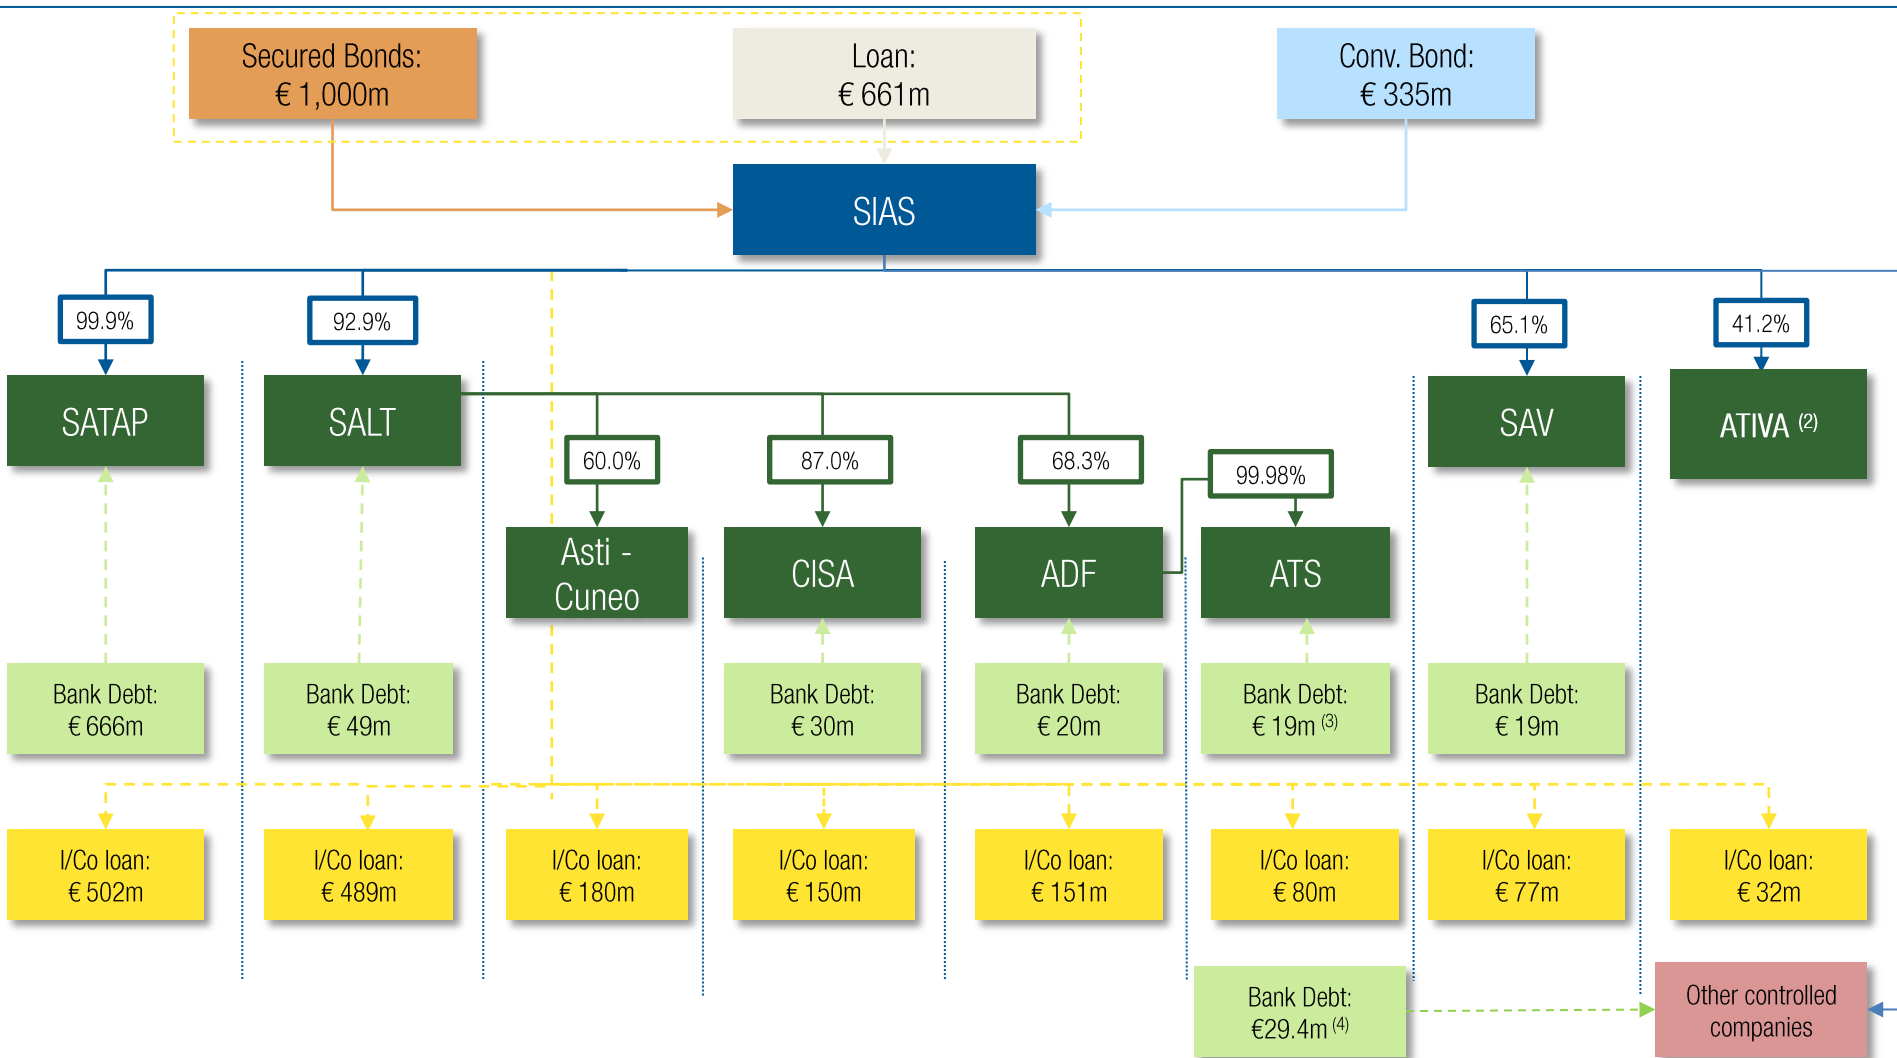 Secured Bonds:
€ 1,000m
Loan:
€ 661m
Conv. Bond:
€ 335m
SIAS
99.9%
92.9%
65.1%
41.2%
SATAP
SALT
SAV
ATIVA (2)
60.0%
87.0%
68.3%
99.98%
Asti -
Cuneo
CISA
ADF
ATS
Bank Debt:
€ 666m
Bank Debt:
€ 49m
Bank Debt:
€ 30m
Bank Debt:
€ 20m
Bank Debt:
€ 19m (3)
Bank Debt:
€ 19m
I/Co loan:
€ 502m
I/Co loan:
€ 489m
I/Co loan:
€ 180m
I/Co loan:
€ 150m
I/Co loan:
€ 151m
I/Co loan:
€ 80m
I/Co loan:
€ 77m
I/Co loan:
€ 32m
Bank Debt:
€29.4m (4)
Other controlled
companies